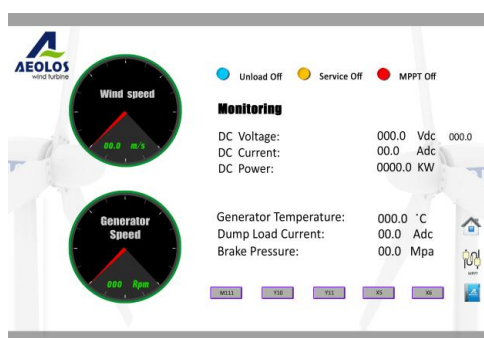 AEOLOS
wind turbine
Wind speed
00.0 m/s
Unload Off Service Off MPPT Off
Monitoring
DC Voltage: 000.0 Vdc 000.0
DC Current: 00.0 Adc
DC Power: 0000.0 KW
Generator Speed
000 Rpm
Generator Temperature: 000.0 °C
Dump Load Current: 00.0 Adc
Brake Pressure: 00.0 Mpa
M111 Y10 Y11 X5 X6
MPPT